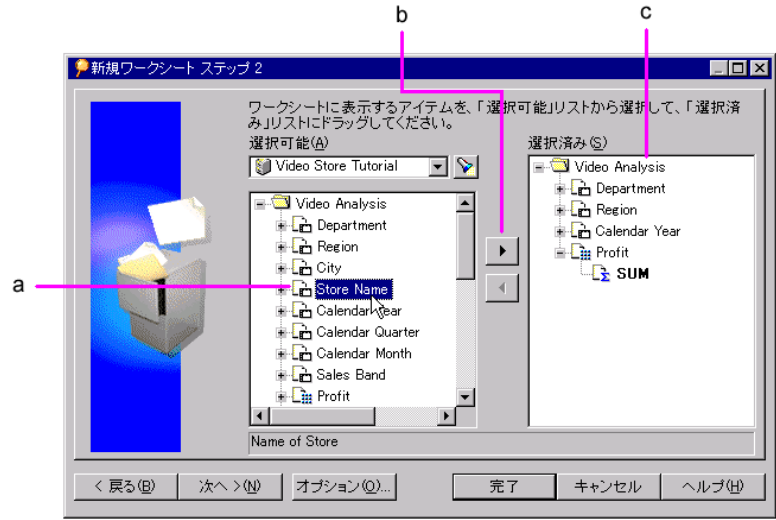 b
c
新規ワークシート ステップ 2
ワークシートに表示するアイテムを、「選択可能」リストから選択して、「選択済
み」リストにドラッグしてください。
選択可能(A)
選択済み(S)
Video Store Tutorial
Video Analysis
Department
Region
City
Store Name
Calendar Year
Calendar Quarter
Calendar Month
Sales Band
Profit
Video Analysis
Department
Region
Calendar Year
Profit
SUM
a
Name of Store
< 戻る(B)
次へ >(N)
オプション(O)...
完了
キャンセル
ヘルプ(H)